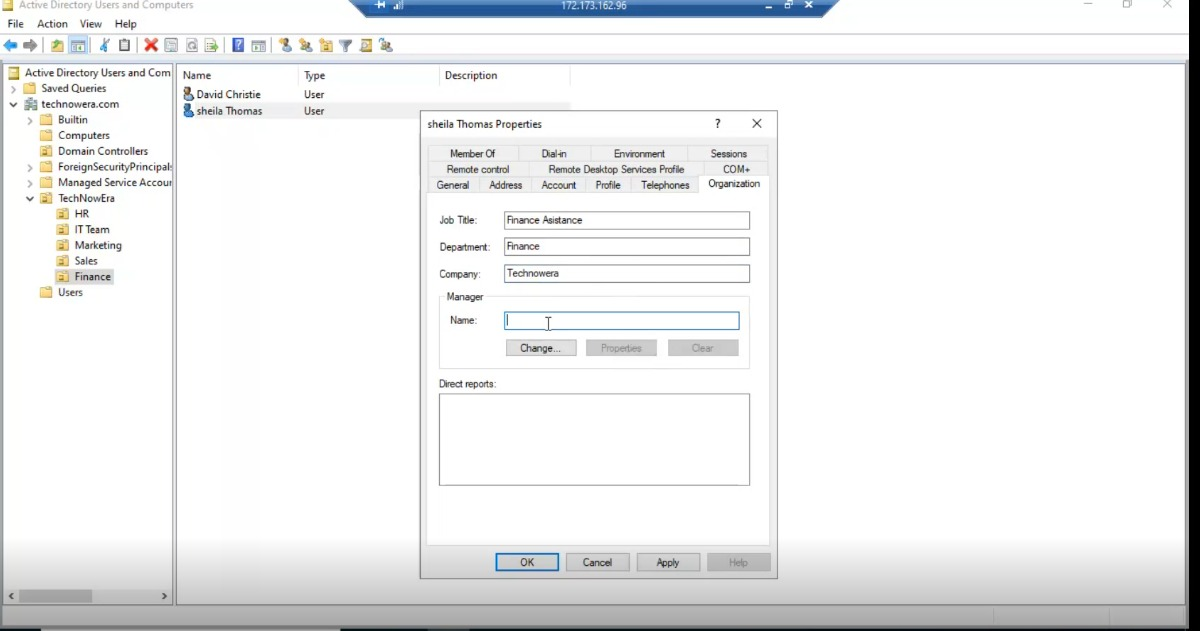 Active Directory Users and Computers
172.173.162.96
File Action View Help
Active Directory Users and Com
Saved Queries
technowera.com
Builtin
Computers
Domain Controllers
ForeignSecurityPrincipals
Managed Service Accour
TechNowEra
HR
IT Team
Marketing
Sales
Finance
Users
Name Type Description
David Christie User
sheila Thomas User
sheila Thomas Properties
? 
Member Of Dial-in Environment Sessions
Remote control Remote Desktop Services Profile COM+
General Address Account Profile Telephones Organization
Job Title: Finance Asistance
Department: Finance
Company: Technowera
Manager
Name:
Change... Properties Clear
Direct reports:
OK Cancel Apply Help